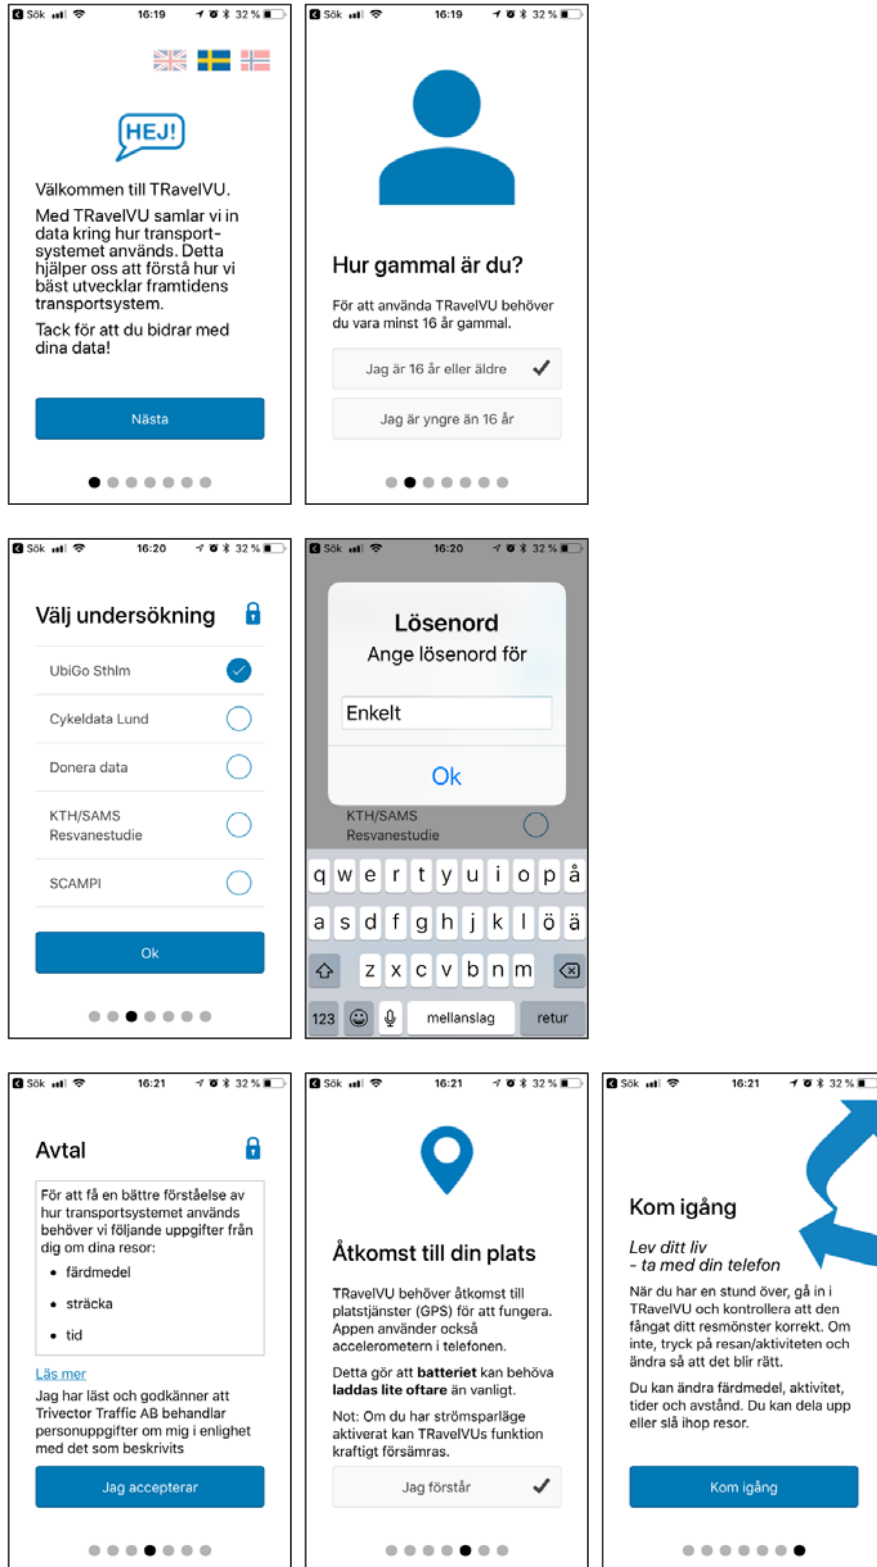 Sök 16:19 32 %
HEJ!
Välkommen till TRavelVU.
Med TRavelVU samlar vi in
data kring hur transport-
systemet används. Detta
hjälper oss att förstå hur vi
bäst utvecklar framtidens
transportsystem.
Tack för att du bidrar med
dina data!
Nästa
Sök 16:19 32 %
Hur gammal är du?
För att använda TRavelVU behöver
du vara minst 16 år gammal.
Jag är 16 år eller äldre
Jag är yngre än 16 år
Sök 16:20 32 %
Välj undersökning
UbiGo Sthlm
Cykeldata Lund
Donera data
KTH/SAMS
Resvanestudie
SCAMPI
Ok
Sök 16:20 32 %
Lösenord
Ange lösenord för
Enkelt
Ok
KTH/SAMS
Resvanestudie
q w e r t y u i o p å
a s d f g h j k l ö ä
z x c v b n m
123 mellanslag retur
Sök 16:21 32 %
Avtal
För att få en bättre förståelse av
hur transportsystemet används
behöver vi följande uppgifter från
dig om dina resor:
• färdmedel
• sträcka
• tid
Läs mer
Jag har läst och godkänner att
Trivector Traffic AB behandlar
personuppgifter om mig i enlighet
med det som beskrivits
Jag accepterar
Sök 16:21 32 %
Åtkomst till din plats
TRavelVU behöver åtkomst till
platstjänster (GPS) för att fungera.
Appen använder också
accelerometern i telefonen.
Detta gör att batteriet kan behöva
laddas lite oftare än vanligt.
Not: Om du har strömsparläge
aktiverat kan TRavelVUs funktion
kraftigt försämras.
Jag förstår
Sök 16:21 32 %
Kom igång
Lev ditt liv
- ta med din telefon
När du har en stund över, gå in i
TRavelVU och kontrollera att den
fångat ditt resmönster korrekt. Om
inte, tryck på resan/aktiviteten och
ändra så att det blir rätt.
Du kan ändra färdmedel, aktivitet,
tider och avstånd. Du kan dela upp
eller slå ihop resor.
Kom igång